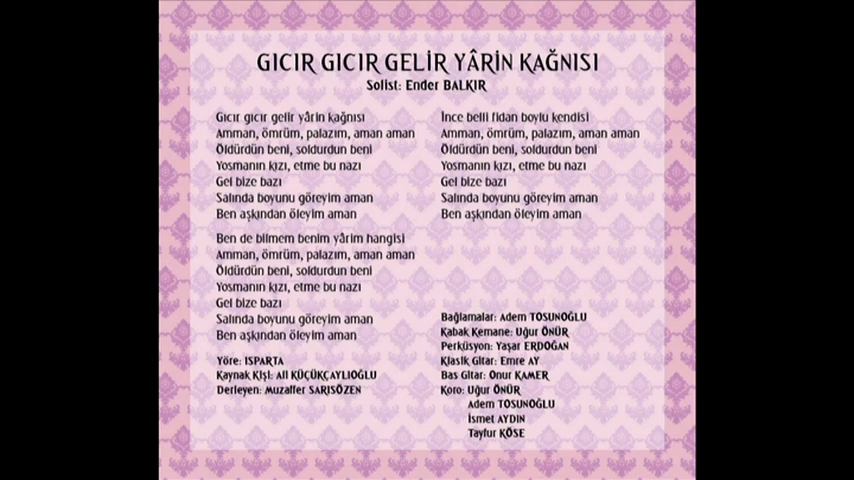 GICIR GICIR GELİR YÂRİN KAĞNISI
Solist: Ender BALKIR
Gıcır gıcır gelir yârin kağnısı
Amman, ömrüm, palazım, aman aman
Öldürdün beni, soldurdun beni
Yosmanın kızı, etme bu nazı
Gel bize bazı
Salında boyunu göreyim aman
Ben aşkından öleyim aman
Ben de bilmem benim yârim hangisi
Amman, ömrüm, palazım, aman aman
Öldürdün beni, soldurdun beni
Yosmanın kızı, etme bu nazı
Gel bize bazı
Salında boyunu göreyim aman
Ben aşkından öleyim aman
Yöre: ISPARTA
Kaynak Kişi: Ali KÜÇÜKÇAYLIOĞLU
Derleyen: Muzaffer SARISÖZEN
İnce belli fidan boylu kendisi
Amman, ömrüm, palazım, aman aman
Öldürdün beni, soldurdun beni
Yosmanın kızı, etme bu nazı
Gel bize bazı
Salında boyunu göreyim aman
Ben aşkından öleyim aman
Bağlamalar: Adem TOSUNOĞLU
Kabak Kemane: Uğur ÖNÜR
Perküsyon: Yaşar ERDOĞAN
Klasik Gitar: Emre AY
Bas Gitar: Onur KAMER
Koro: Uğur ÖNÜR
Adem TOSUNOĞLU
İsmet AYDIN
Tayfur KÖSE